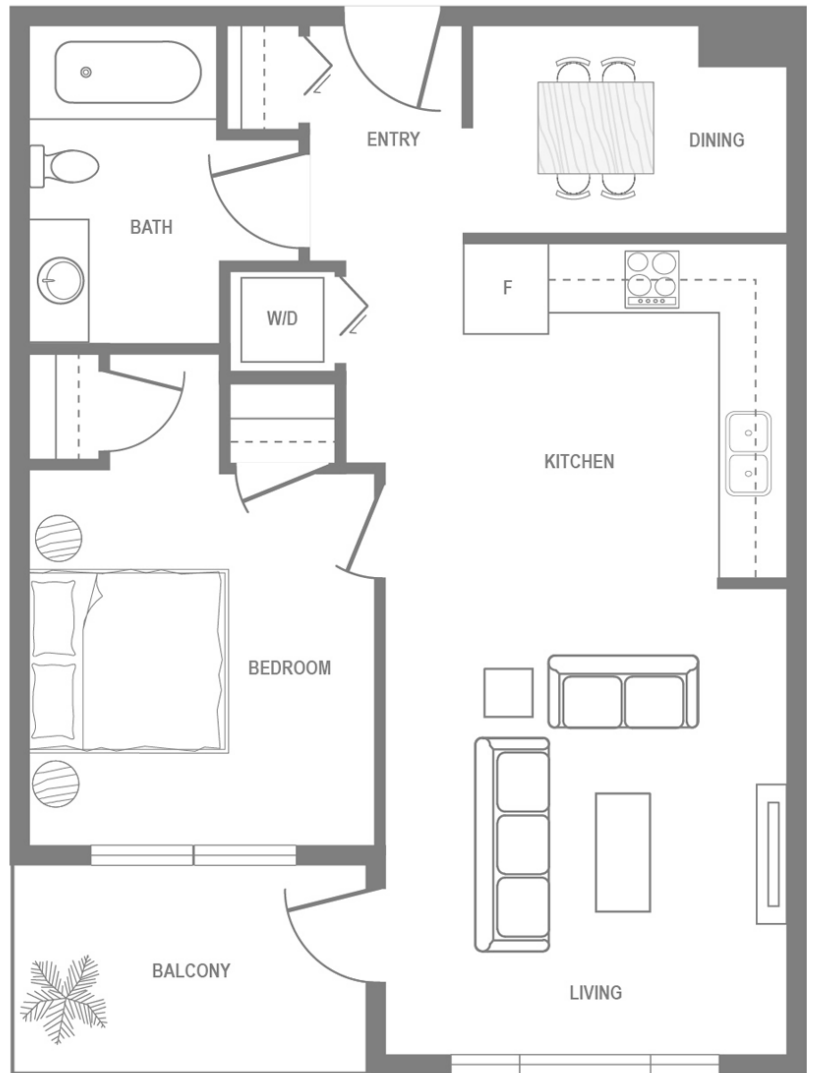 ENTRY
DINING
BATH
F
W/D
KITCHEN
BEDROOM
BALCONY
LIVING